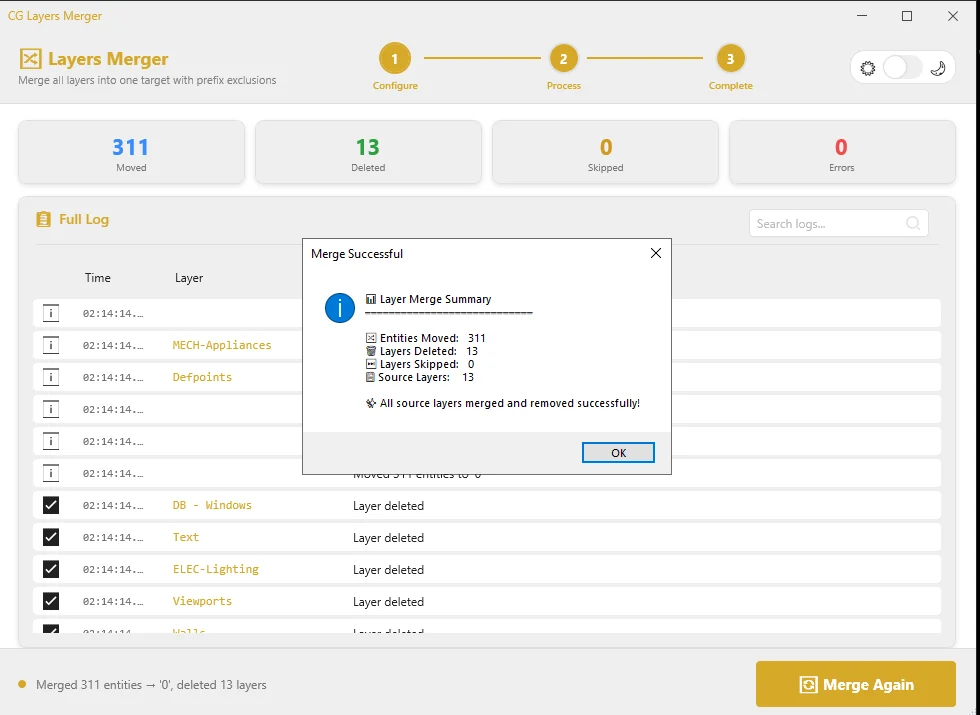 CG Layers Merger
Layers Merger
Merge all layers into one target with prefix exclusions
1
Configure
2
Process
3
Complete
311
Moved
13
Deleted
0
Skipped
0
Errors
Full Log
Search logs...
Time Layer
02:14:14....
02:14:14.... MECH-Appliances
02:14:14.... Defpoints
02:14:14....
02:14:14....
02:14:14.... Moved 311 entities to '0'
02:14:14.... DB - Windows Layer deleted
02:14:14.... Text Layer deleted
02:14:14.... ELEC-Lighting Layer deleted
02:14:14.... Viewports Layer deleted
02:14:14.... Walls Layer deleted
Merge Successful
Layer Merge Summary
----------------------------
Entities Moved: 311
Layers Deleted: 13
Layers Skipped: 0
Source Layers: 13
All source layers merged and removed successfully!
OK
Merged 311 entities → '0', deleted 13 layers
Merge Again